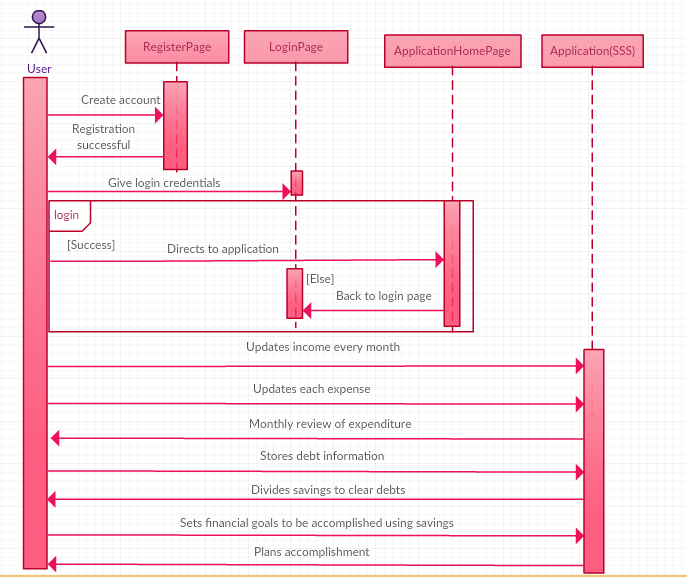 RegisterPage
LoginPage
ApplicationHomePage
Application(SSS)
User
Create account
Registration
successful
Give login credentials
login
[Success]
Directs to application
[Else]
Back to login page
Updates income every month
Updates each expense
Monthly review of expenditure
Stores debt information
Divides savings to clear debts
Sets financial goals to be accomplished using savings
Plans accomplishment